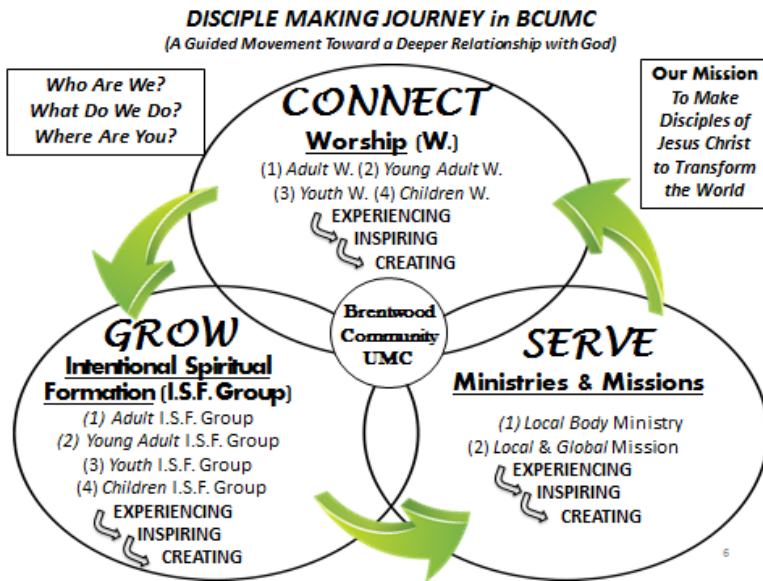 DISCIPLE MAKING JOURNEY in BCUMC
(A Guided Movement Toward a Deeper Relationship with God)
Who Are We?
What Do We Do?
Where Are You?
Our Mission
To Make
Disciples of
Jesus Christ
to Transform
the World
CONNECT
Worship (W.)
(1) Adult W. (2) Young Adult W.
(3) Youth W. (4) Children W.
EXPERIENCING
INSPIRING
CREATING
Brentwood
Community
UMC
GROW
Intentional Spiritual
Formation (I.S.F. Group)
(1) Adult I.S.F. Group
(2) Young Adult I.S.F. Group
(3) Youth I.S.F. Group
(4) Children I.S.F. Group
EXPERIENCING
INSPIRING
CREATING
SERVE
Ministries & Missions
(1) Local Body Ministry
(2) Local & Global Mission
EXPERIENCING
INSPIRING
CREATING
6